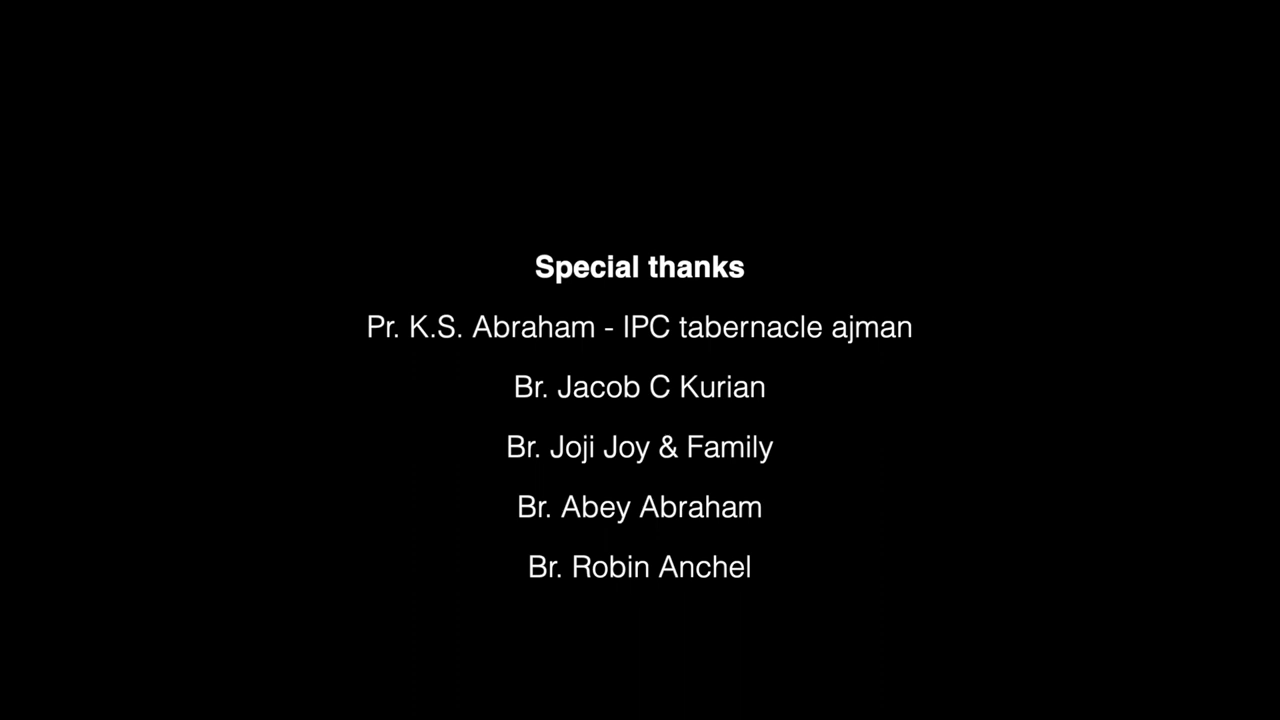 Special thanks
Pr. K.S. Abraham - IPC tabernacle ajman
Br. Jacob C Kurian
Br. Joji Joy & Family
Br. Abey Abraham
Br. Robin Anchel